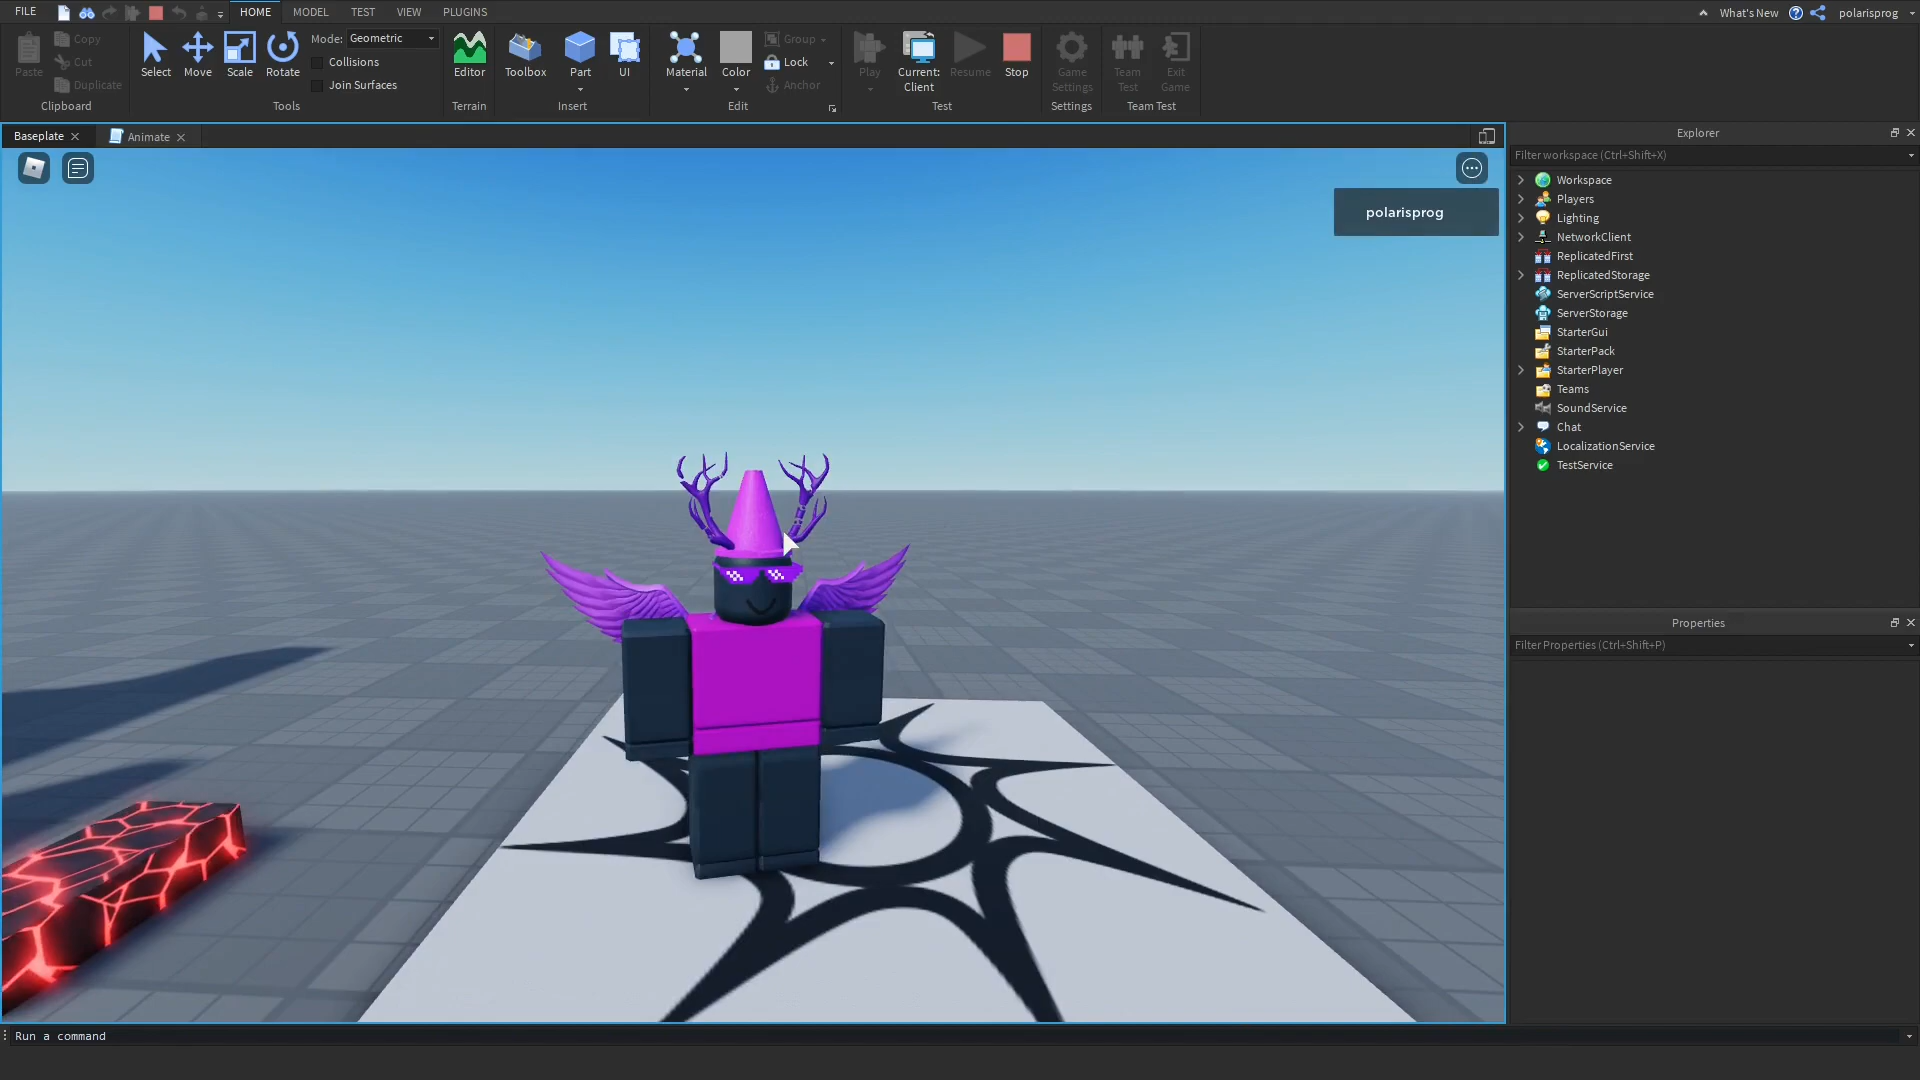 FILE HOME MODEL TEST VIEW PLUGINS What's New polarisprog
Paste Copy Cut Duplicate
Clipboard
Select Move Scale Rotate
Mode: Geometric
Collisions
Join Surfaces
Tools
Editor
Terrain
Toolbox Part UI
Insert
Material Color
Group
Lock
Anchor
Edit
Play Current: Client Resume Stop
Test
Game Settings
Settings
Team Test Exit Game
Team Test
Baseplate Animate
polarisprog
Explorer
Filter workspace (Ctrl+Shift+X)
Workspace
Players
Lighting
NetworkClient
ReplicatedFirst
ReplicatedStorage
ServerScriptService
ServerStorage
StarterGui
StarterPack
StarterPlayer
Teams
SoundService
Chat
LocalizationService
TestService
Properties
Filter Properties (Ctrl+Shift+P)
Run a command